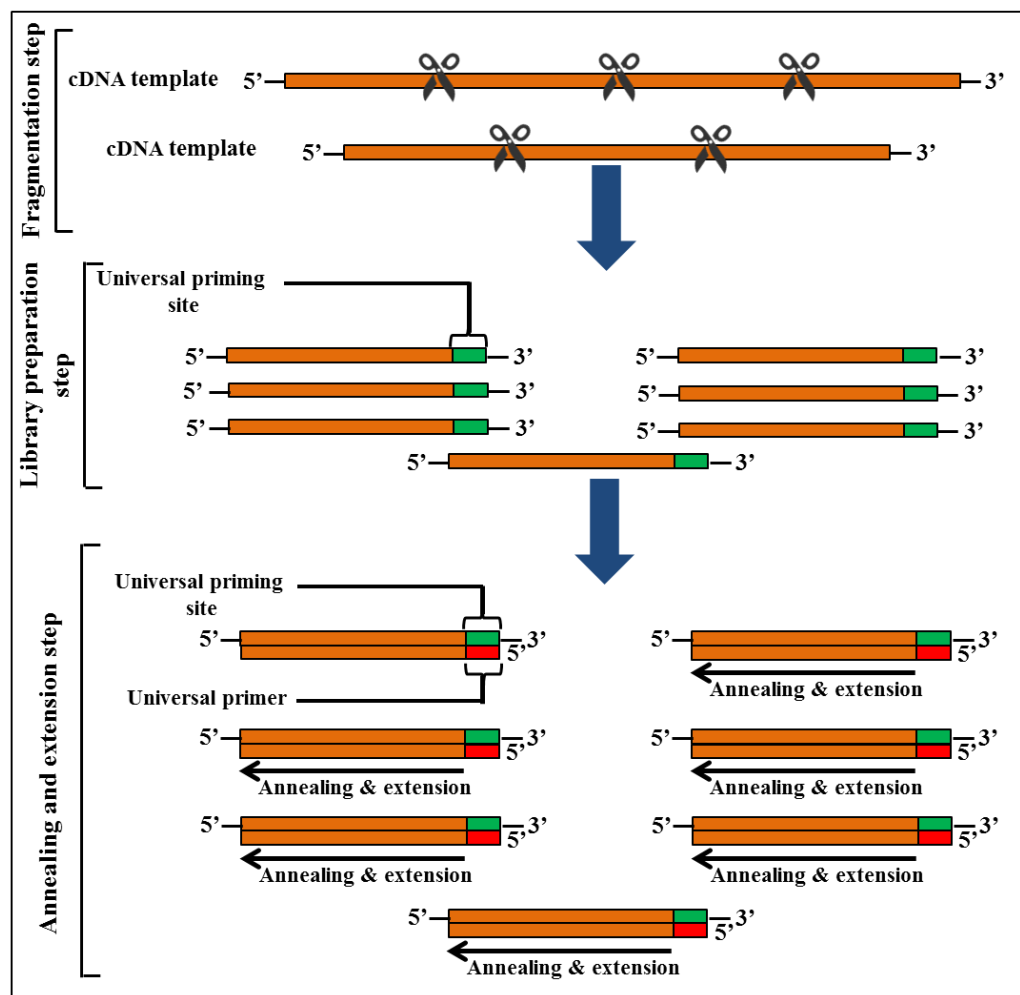 Fragmentation step
cDNA template 5’ 3’
cDNA template 5’ 3’
Library preparation
step
Universal priming
site
5’ 3’ 5’ 3’
5’ 3’ 5’ 3’
5’ 3’ 5’ 3’
5’ 3’
Annealing and extension step
Universal priming
site
5’ 3’ 5’ 3’
5’ 5’
Universal primer Annealing & extension
5’ 3’ 5’ 3’
5’ 5’
Annealing & extension Annealing & extension
5’ 3’ 5’ 3’
5’ 5’
Annealing & extension Annealing & extension
5’ 3’
5’
Annealing & extension